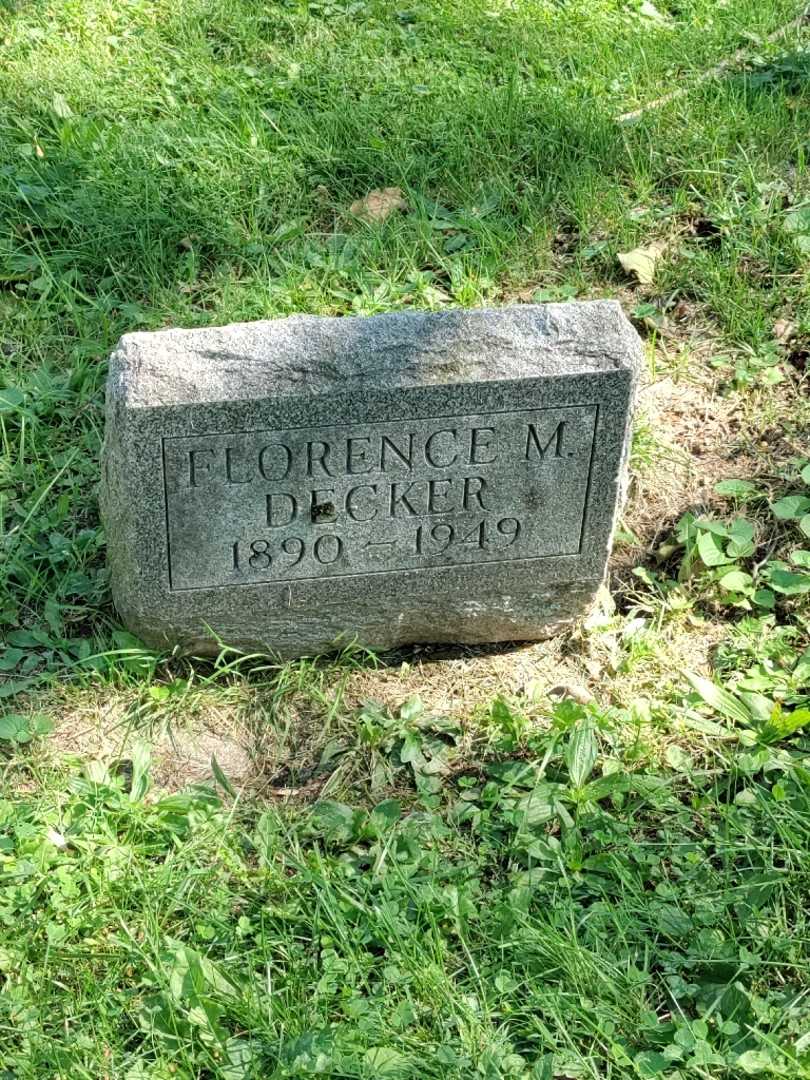 FLORENCE M.
DECKER
1890 – 1949